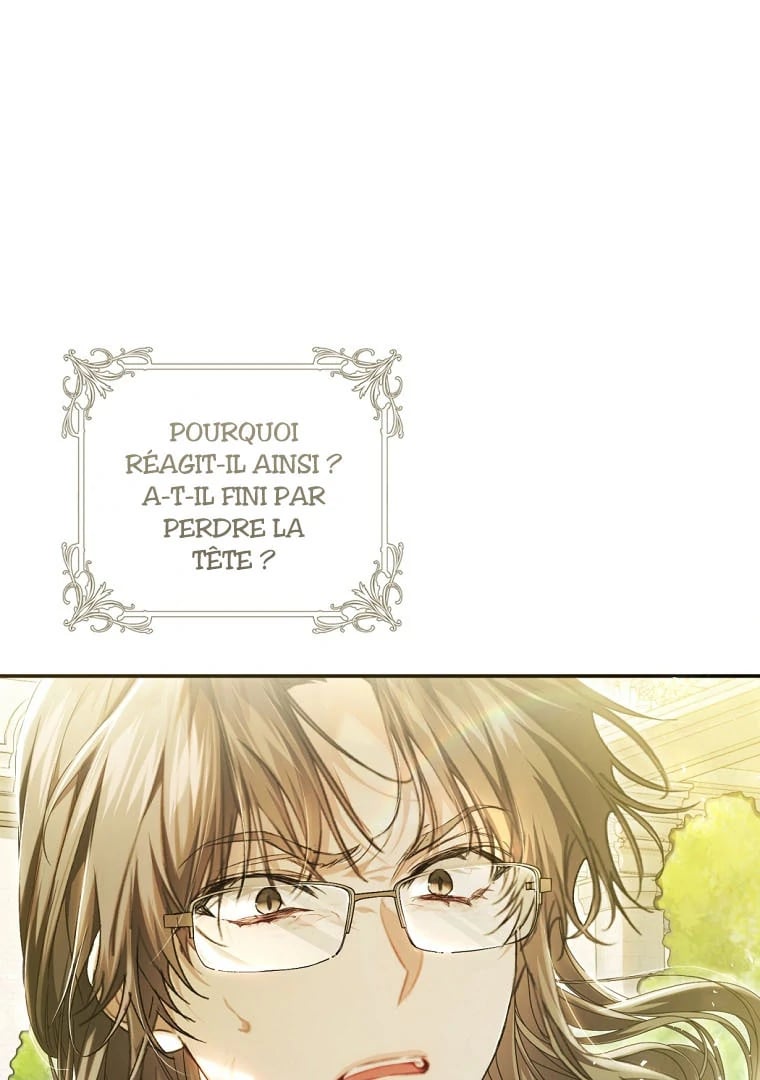 POURQUOI
RÉAGIT-IL AINSI ?
A-T-IL FINI PAR
PERDRE LA
TÊTE ?